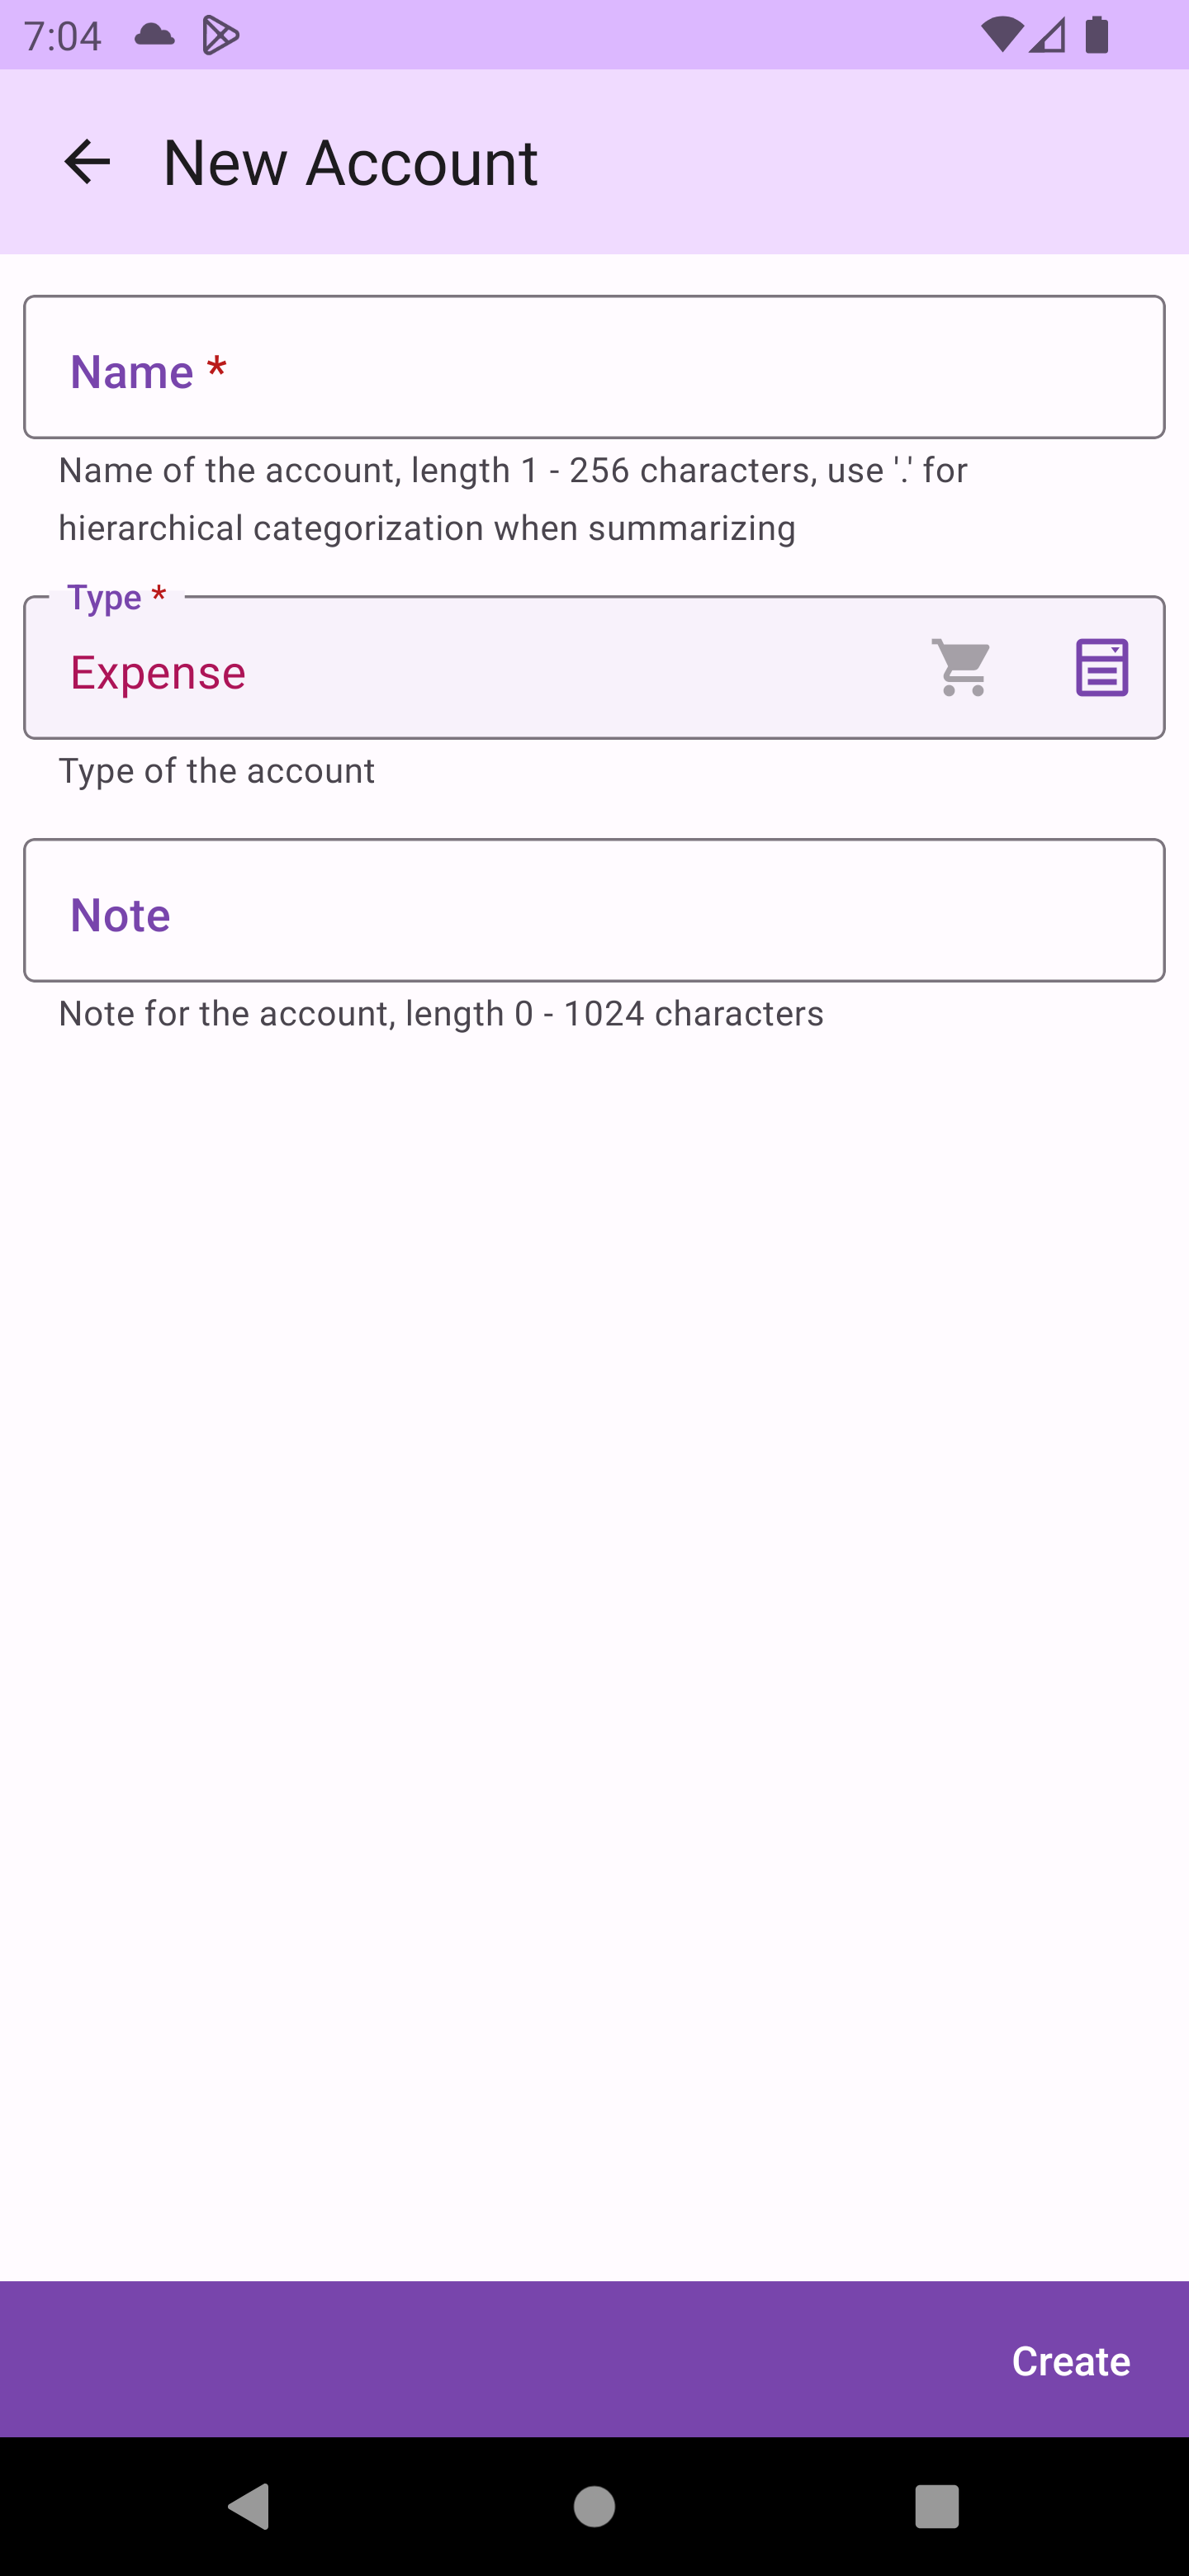 7:04
New Account
Name *
Name of the account, length 1 - 256 characters, use '.' for
hierarchical categorization when summarizing
Type *
Expense
Type of the account
Note
Note for the account, length 0 - 1024 characters
Create